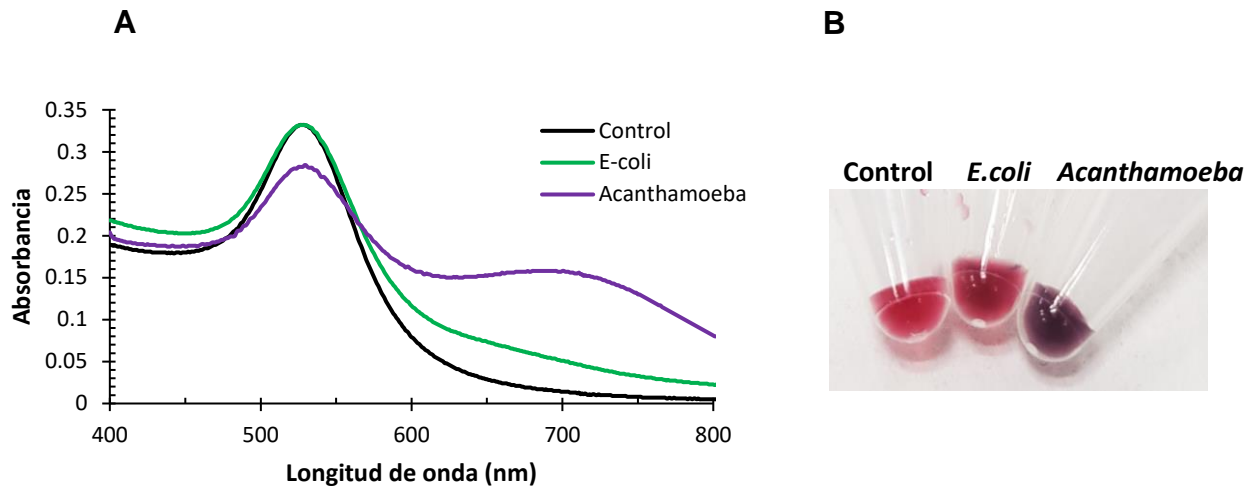 A
B
0.35
0.3
0.25
0.2
0.15
0.1
0.05
0
Absorbancia
Control
E-coli
Acanthamoeba
400
500
600
700
800
Longitud de onda (nm)
Control E.coli Acanthamoeba